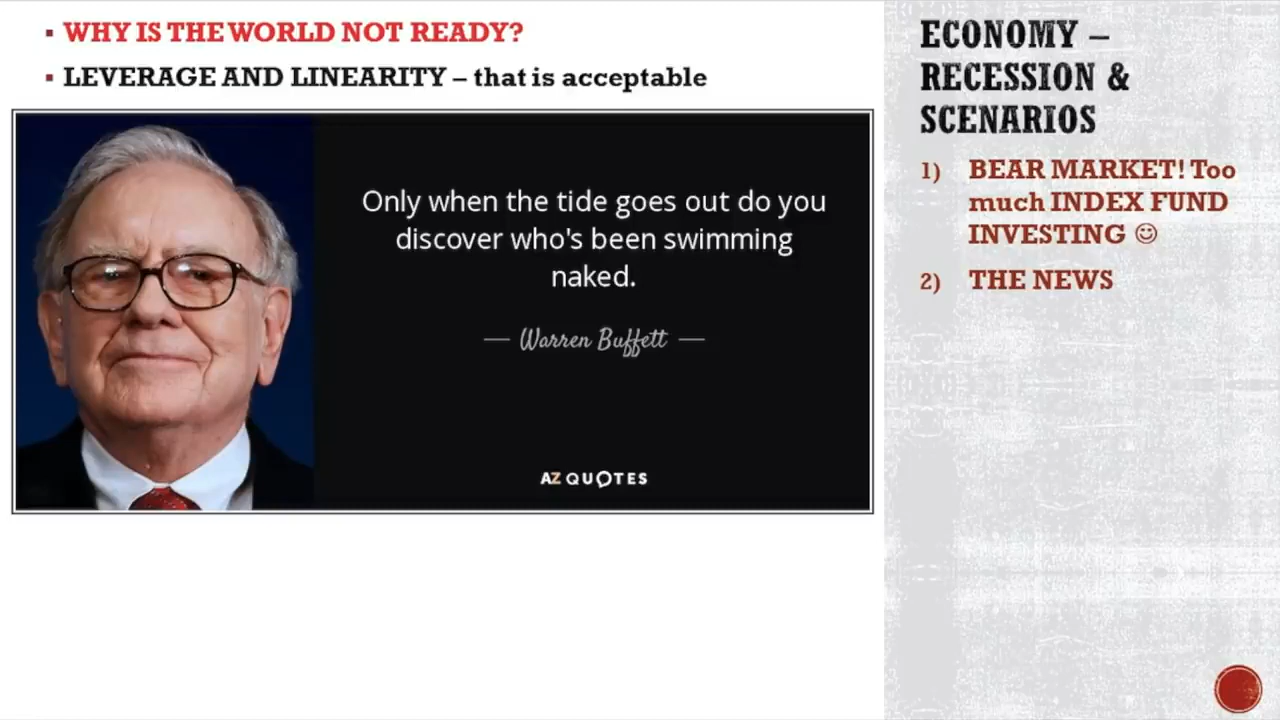 WHY IS THE WORLD NOT READY?
LEVERAGE AND LINEARITY – that is acceptable
Only when the tide goes out do you
discover who's been swimming
naked.
— Warren Buffett —
AZ QUOTES
ECONOMY –
RECESSION &
SCENARIOS
1) BEAR MARKET! Too
much INDEX FUND
INVESTING ☺
2) THE NEWS